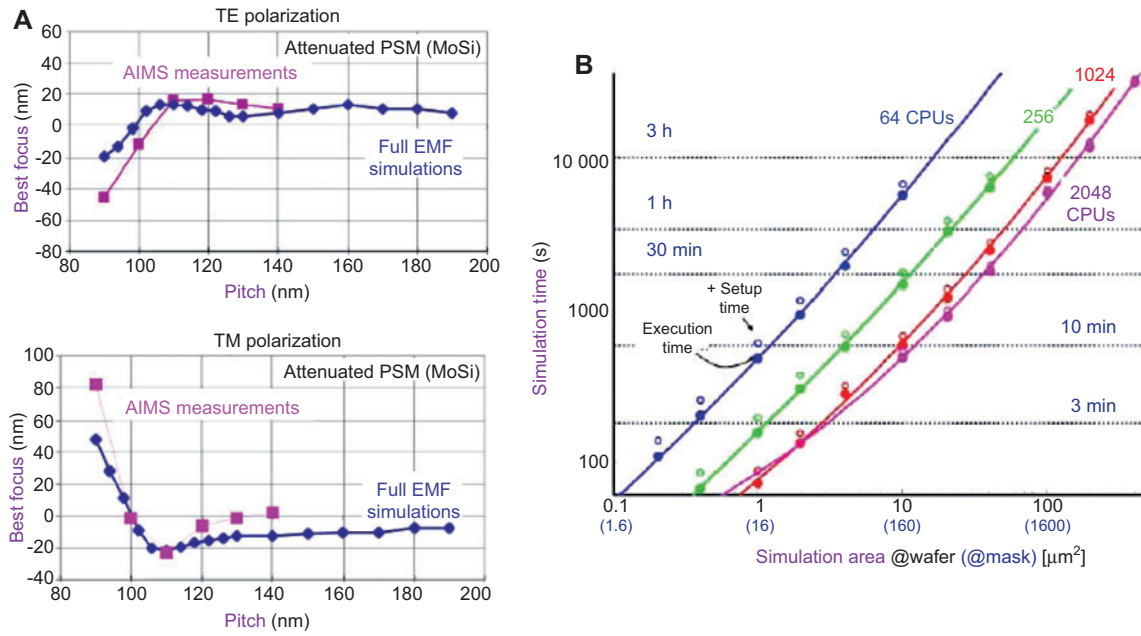 A
TE polarization
Attenuated PSM (MoSi)
AIMS measurements
Full EMF
simulations
Best focus (nm)
60
40
20
0
-20
-40
-60
-80
80 100 120 140 160 180 200
Pitch (nm)
TM polarization
Attenuated PSM (MoSi)
AIMS measurements
Full EMF
simulations
Best focus (nm)
100
80
60
40
20
0
-20
-40
80 100 120 140 160 180 200
Pitch (nm)
B
1024
64 CPUs
256
3 h
10 000
2048
CPUs
1 h
30 min
+ Setup
time
Execution
time
1000
10 min
3 min
100
Simulation time (s)
0.1 1 10 100
(1.6) (16) (160) (1600)
Simulation area @wafer (@mask) [µm²]